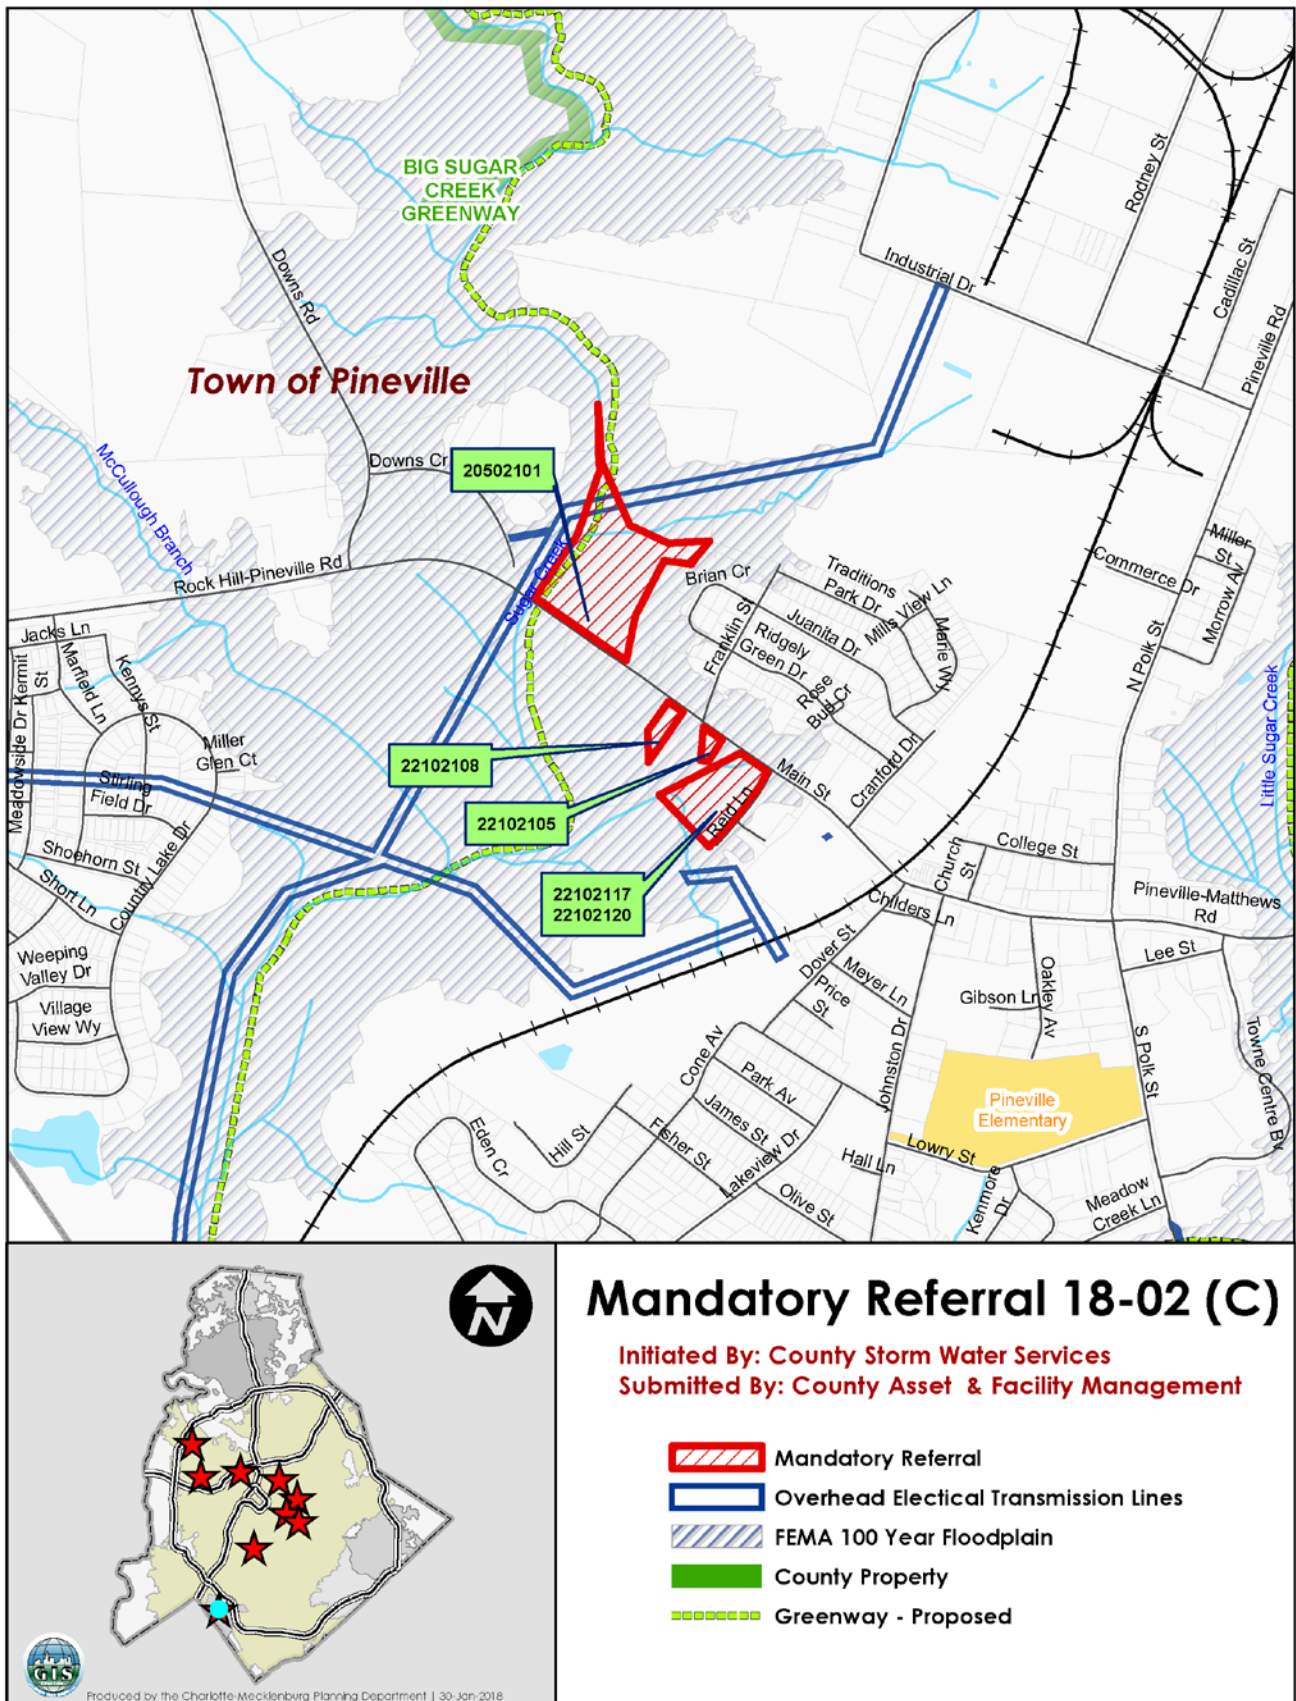 BIG SUGAR
CREEK
GREENWAY
Rodney St
Cadillac St
Industrial Dr
Pineville Rd
Downs Rd
Town of Pineville
McCullough Branch
Downs Cr
20502101
Sugar Creek
Rock Hill-Pineville Rd
Brian Cr
Traditions
Park Dr
Mills View Ln
Marie Wy
Juanita Dr
Franklin St
Ridgely
Green Dr
Rose
Bud Cr
Cranford Dr
Miller
St
Commerce Dr
Morrow Av
N Polk St
Little Sugar Creek
Jacks Ln
Kermit
St
Marfield Ln
Kennys St
Meadowside Dr
Miller
Glen Ct
Stirling
Field Dr
22102108
22102105
Main St
Reid Ln
22102117
22102120
Shoehorn St
Short Ln
Country Lake Dr
Weeping
Valley Dr
Village
View Wy
Church
St
College St
Pineville-Matthews
Rd
Childers Ln
Dover St
Meyer Ln
Price
St
Lee St
Gibson Ln
Oakley Av
Johnston Dr
S Polk St
Towne Centre Bv
Cone Av
Park Av
James St
Fisher St
Lakeview Dr
Hill St
Eden Cr
Pineville
Elementary
Lowry St
Hall Ln
Olive St
Kenmore
Dr
Meadow
Creek Ln
N
GIS
Produced by the Charlotte-Mecklenburg Planning Department | 30-Jan-2018
Mandatory Referral 18-02 (C)
Initiated By: County Storm Water Services
Submitted By: County Asset & Facility Management
Mandatory Referral
Overhead Electical Transmission Lines
FEMA 100 Year Floodplain
County Property
Greenway - Proposed